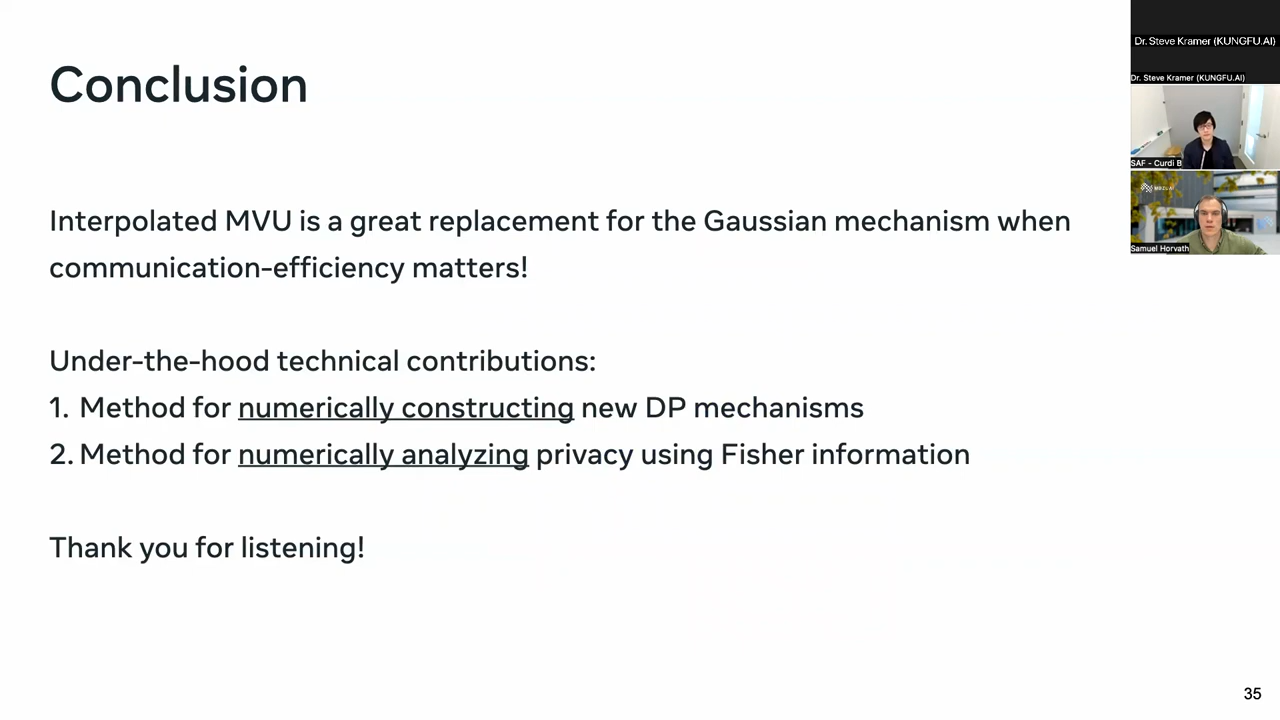 Conclusion
Interpolated MVU is a great replacement for the Gaussian mechanism when
communication-efficiency matters!
Under-the-hood technical contributions:
1. Method for numerically constructing new DP mechanisms
2. Method for numerically analyzing privacy using Fisher information
Thank you for listening!
35
Dr. Steve Kramer (KUNGFU.AI)
Dr. Steve Kramer (KUNGFU.AI)
SAF - Curdi B
Samuel Horvath